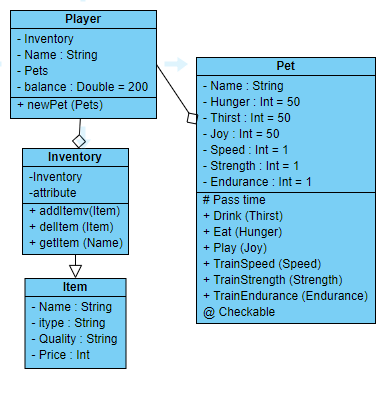 Player
- Inventory
- Name : String
- Pets
- balance : Double = 200
+ newPet (Pets)
Inventory
-Inventory
-attribute
+ addItemv(Item)
+ delItem (Item)
+ getItem (Name)
Item
- Name : String
- itype : String
- Quality : String
- Price : Int
Pet
- Name : String
- Hunger : Int = 50
- Thirst : Int = 50
- Joy : Int = 50
- Speed : Int = 1
- Strength : Int = 1
- Endurance : Int = 1
# Pass time
+ Drink (Thirst)
+ Eat (Hunger)
+ Play (Joy)
+ TrainSpeed (Speed)
+ TrainStrength (Strength)
+ TrainEndurance (Endurance)
@ Checkable